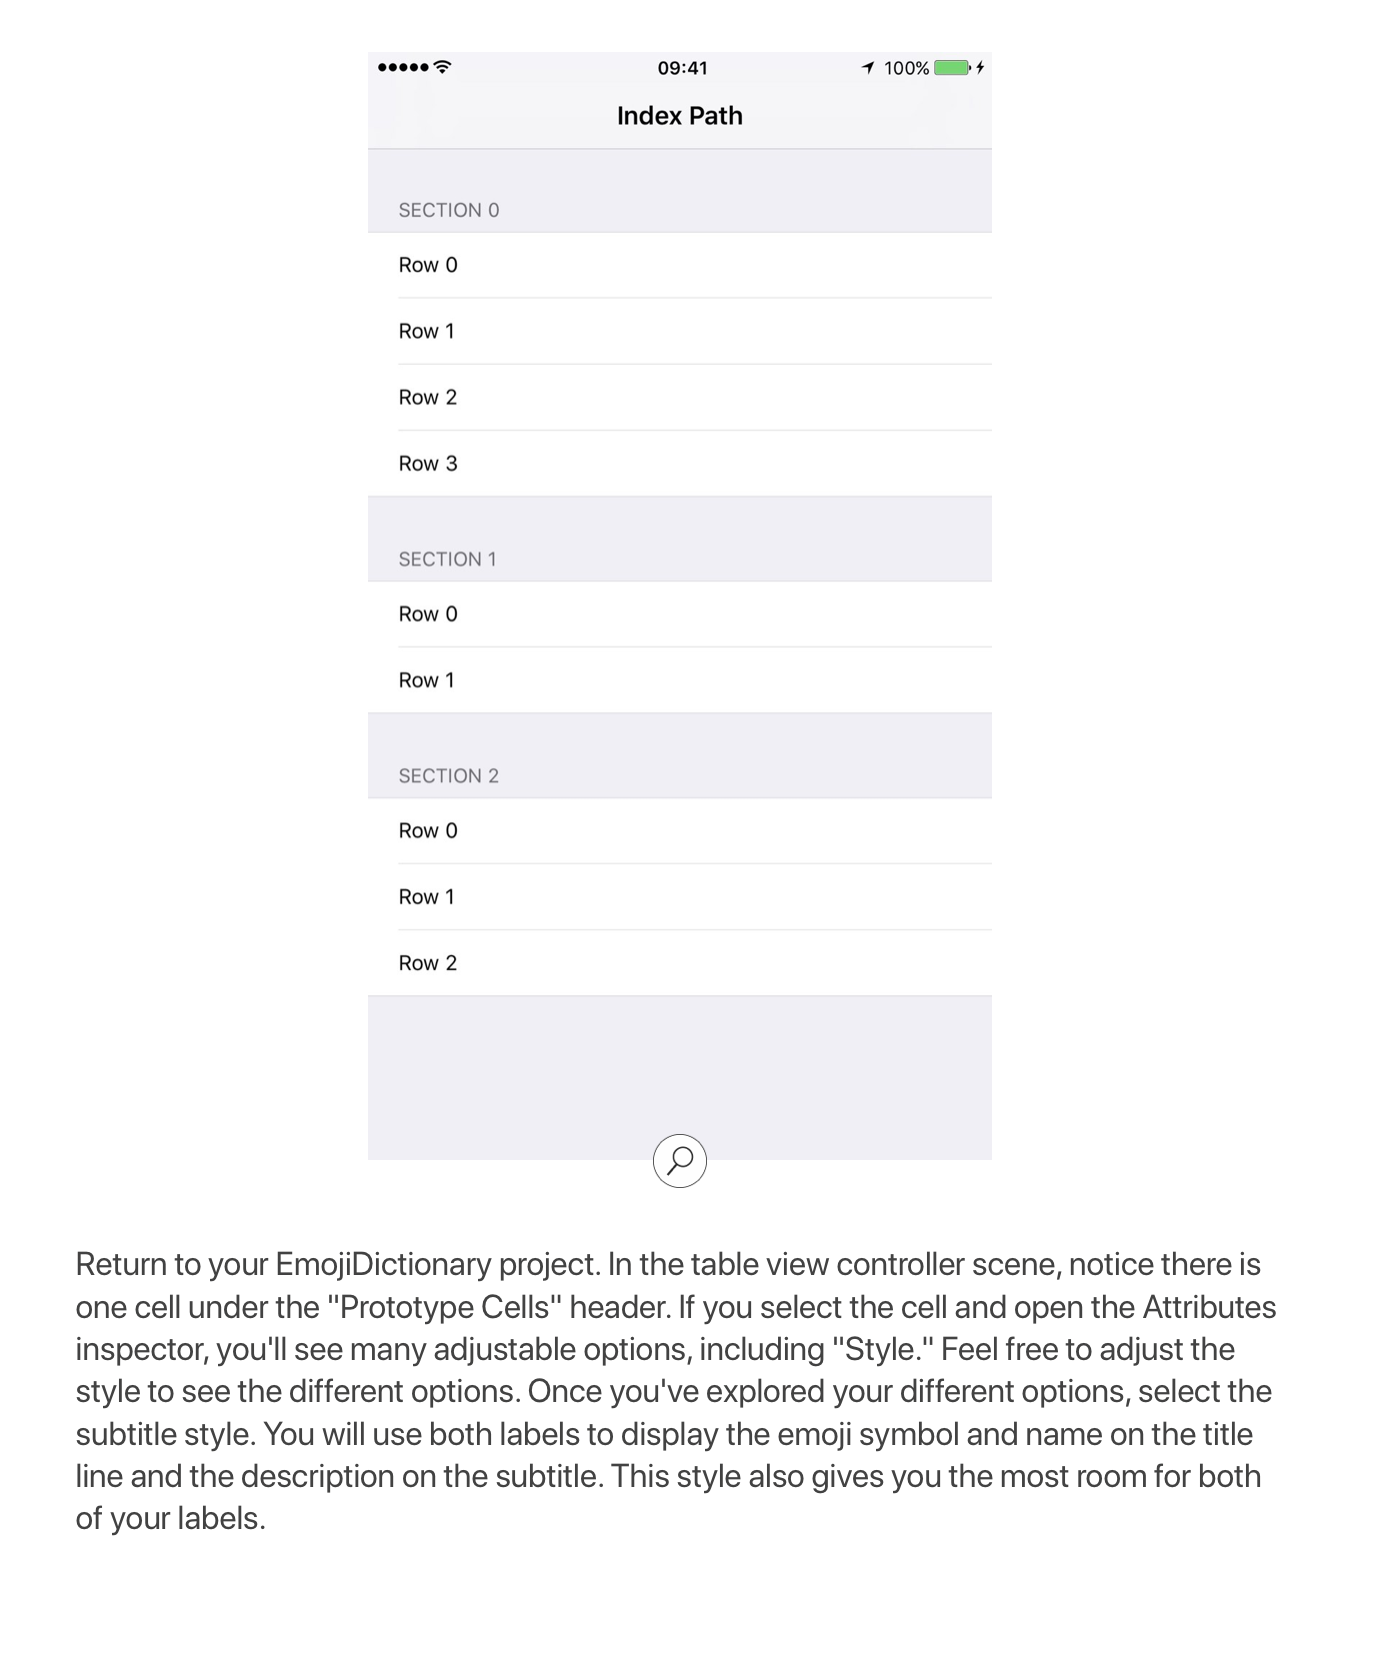 09:41
100%
Index Path
SECTION 0
Row 0
Row 1
Row 2
Row 3
SECTION 1
Row 0
Row 1
SECTION 2
Row 0
Row 1
Row 2
Return to your EmojiDictionary project. In the table view controller scene, notice there is
one cell under the "Prototype Cells" header. If you select the cell and open the Attributes
inspector, you'll see many adjustable options, including "Style." Feel free to adjust the
style to see the different options. Once you've explored your different options, select the
subtitle style. You will use both labels to display the emoji symbol and name on the title
line and the description on the subtitle. This style also gives you the most room for both
of your labels.